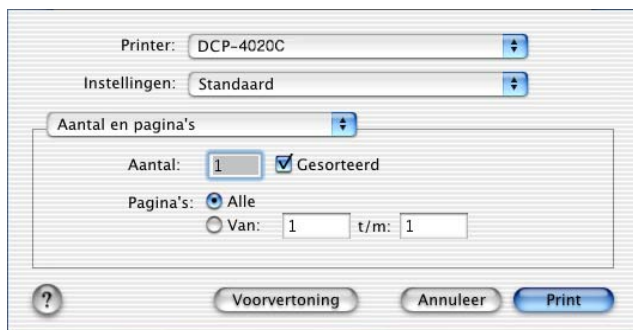 Printer: DCP-4020C
Instellingen: Standaard
Aantal en pagina's
Aantal: 1 Gesorteerd
Pagina's: Alle
Van: 1 t/m: 1
? Voorvertoning Annuleer Print